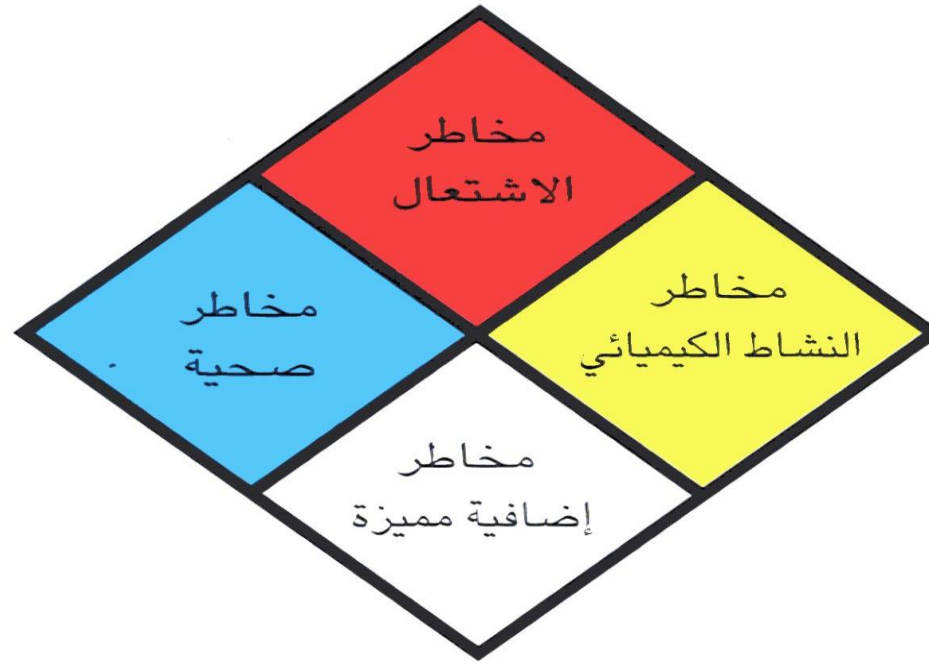 مخاطر
الاشتعال
مخاطر
النشاط الكيميائي
مخاطر
صحية
مخاطر
إضافية مميزة